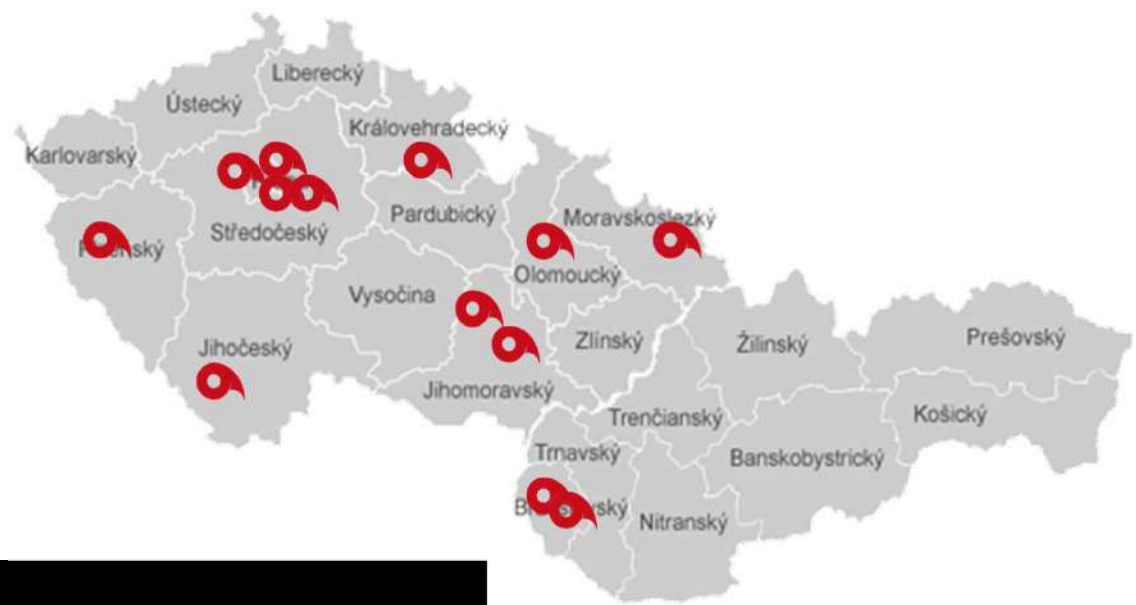 Liberecký
Ústecký
Královehradecký
Karlovarský
Pardubický
Moravskoslezký
Středočeský
Olomoucký
Vysočina
Zlínský
Žilinský
Prešovský
Jihočeský
Jihomoravský
Trenčianský
Košický
Trnavský
Banskobystrický
Nitranský